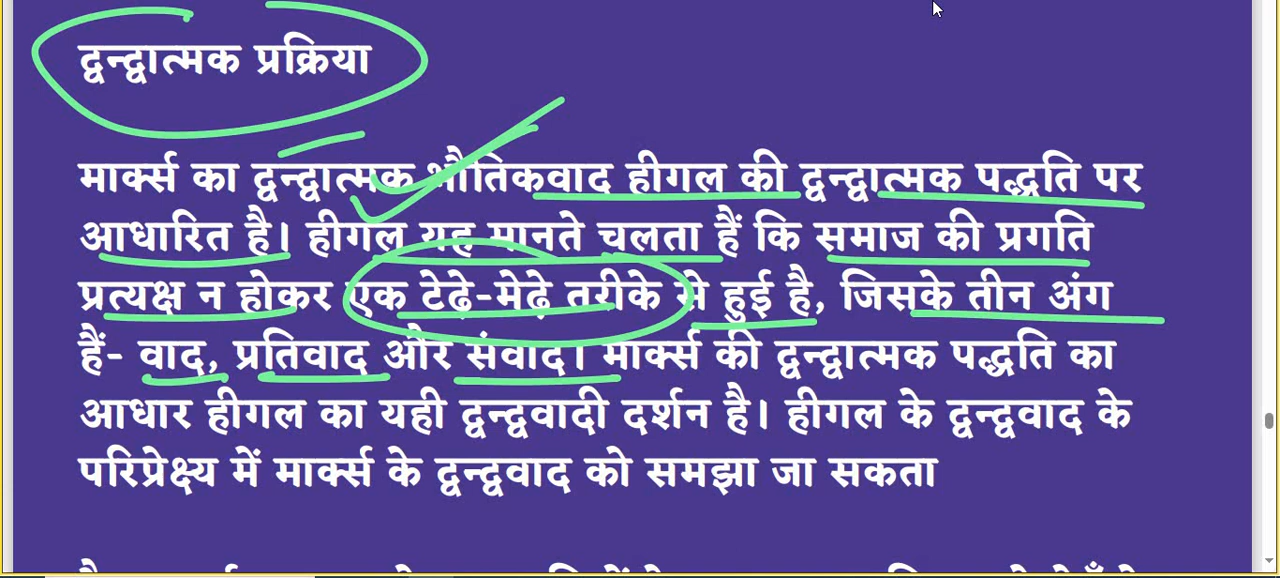 द्वन्द्वात्मक प्रक्रिया
मार्क्स का द्वन्द्वात्मक भौतिकवाद हीगल की द्वन्द्वात्मक पद्धति पर
आधारित है। हीगल यह मानते चलता हैं कि समाज की प्रगति
प्रत्यक्ष न होकर एक टेढ़े-मेढ़े तरीके से हुई है, जिसके तीन अंग
हैं- वाद, प्रतिवाद और संवाद। मार्क्स की द्वन्द्वात्मक पद्धति का
आधार हीगल का यही द्वन्द्ववादी दर्शन है। हीगल के द्वन्द्ववाद के
परिप्रेक्ष्य में मार्क्स के द्वन्द्ववाद को समझा जा सकता